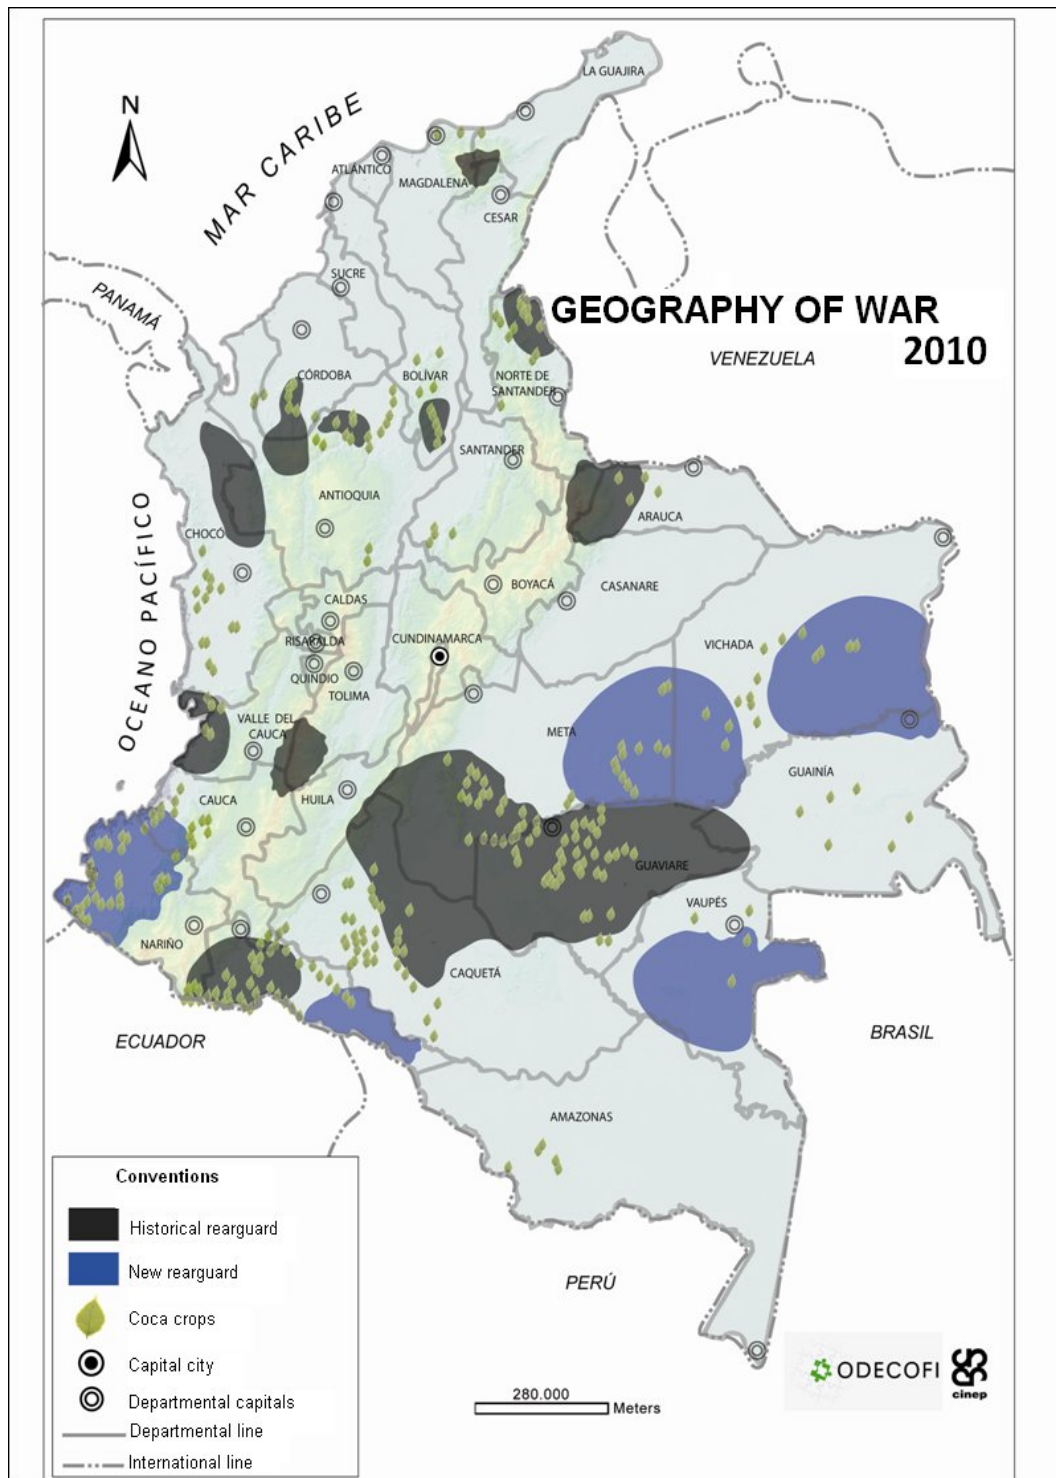 LA GUAJIRA
N
MAR CARIBE
ATLÁNTICO
MAGDALENA
CESAR
SUCRE
PANAMÁ
GEOGRAPHY OF WAR
2010
VENEZUELA
CÓRDOBA
BOLÍVAR
NORTE DE
SANTANDER
SANTANDER
ANTIOQUIA
ARAUCA
CHOCÓ
OCEANO PACÍFICO
BOYACÁ
CASANARE
CALDAS
RISARALDA
CUNDINAMARCA
VICHADA
QUINDIO
TOLIMA
VALLE DEL
CAUCA
META
GUAINÍA
CAUCA
HUILA
GUAVIARE
VAUPÉS
NARIÑO
CAQUETÁ
ECUADOR
BRASIL
AMAZONAS
PERÚ
Conventions
Historical rearguard
New rearguard
Coca crops
Capital city
Departmental capitals
Departmental line
International line
280.000
Meters
ODECOFI
cinep